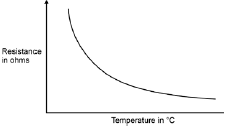 Resistance
in ohms
Temperature in °C